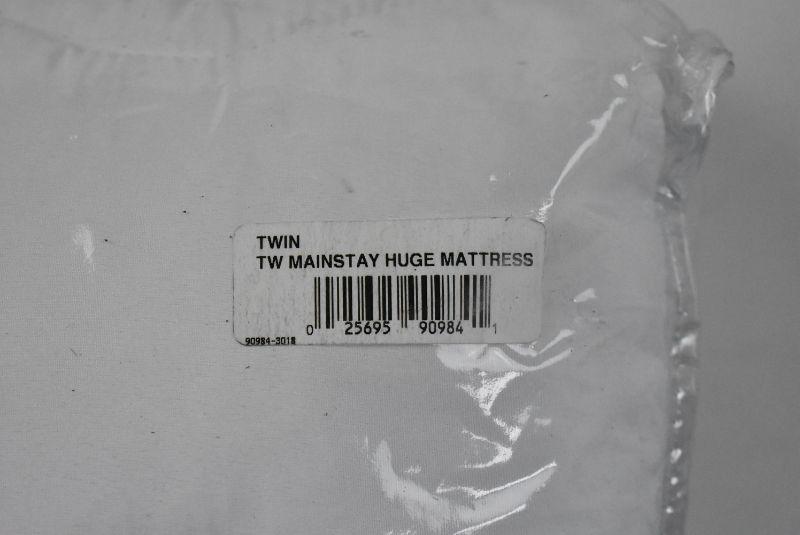 TWIN
TW MAINSTAY HUGE MATTRESS
0 25695 90984 1
90984-3018